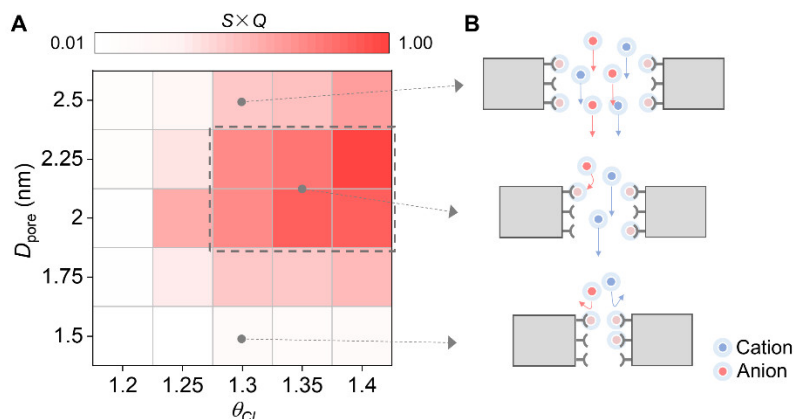 A
S × Q
0.01
1.00
2.5
2.25
2
1.75
1.5
D_pore (nm)
1.2 1.25 1.3 1.35 1.4
θ_CL
B
Cation
Anion